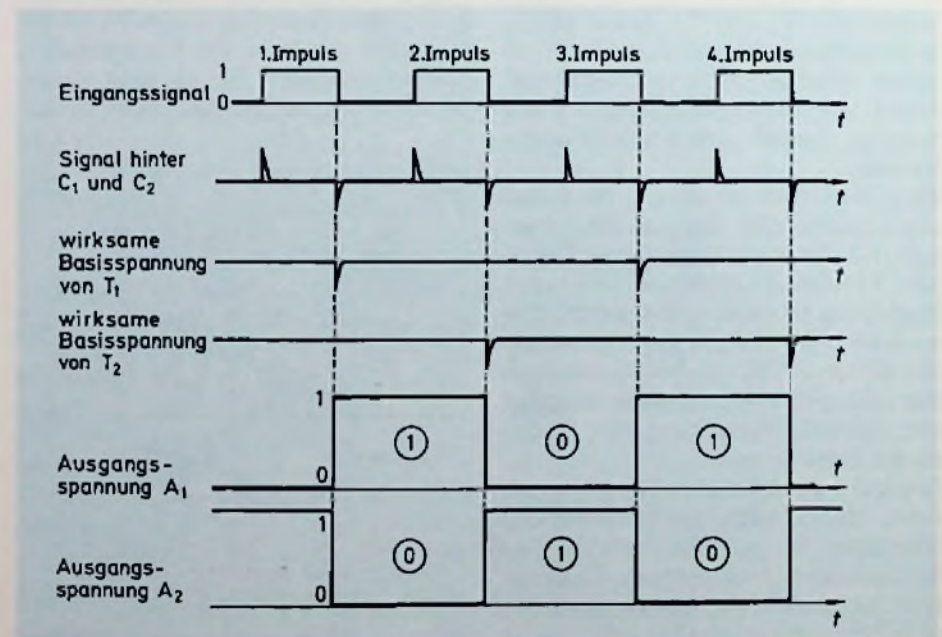 1.Impuls 2.Impuls 3.Impuls 4.Impuls
1
Eingangssignal 0
t
Signal hinter
C1 und C2
t
wirksame
Basisspannung
von T1
t
wirksame
Basisspannung
von T2
t
1
1 0 1
Ausgangs-
spannung A1
0
t
1
0 1 0
Ausgangs-
spannung A2
0
t